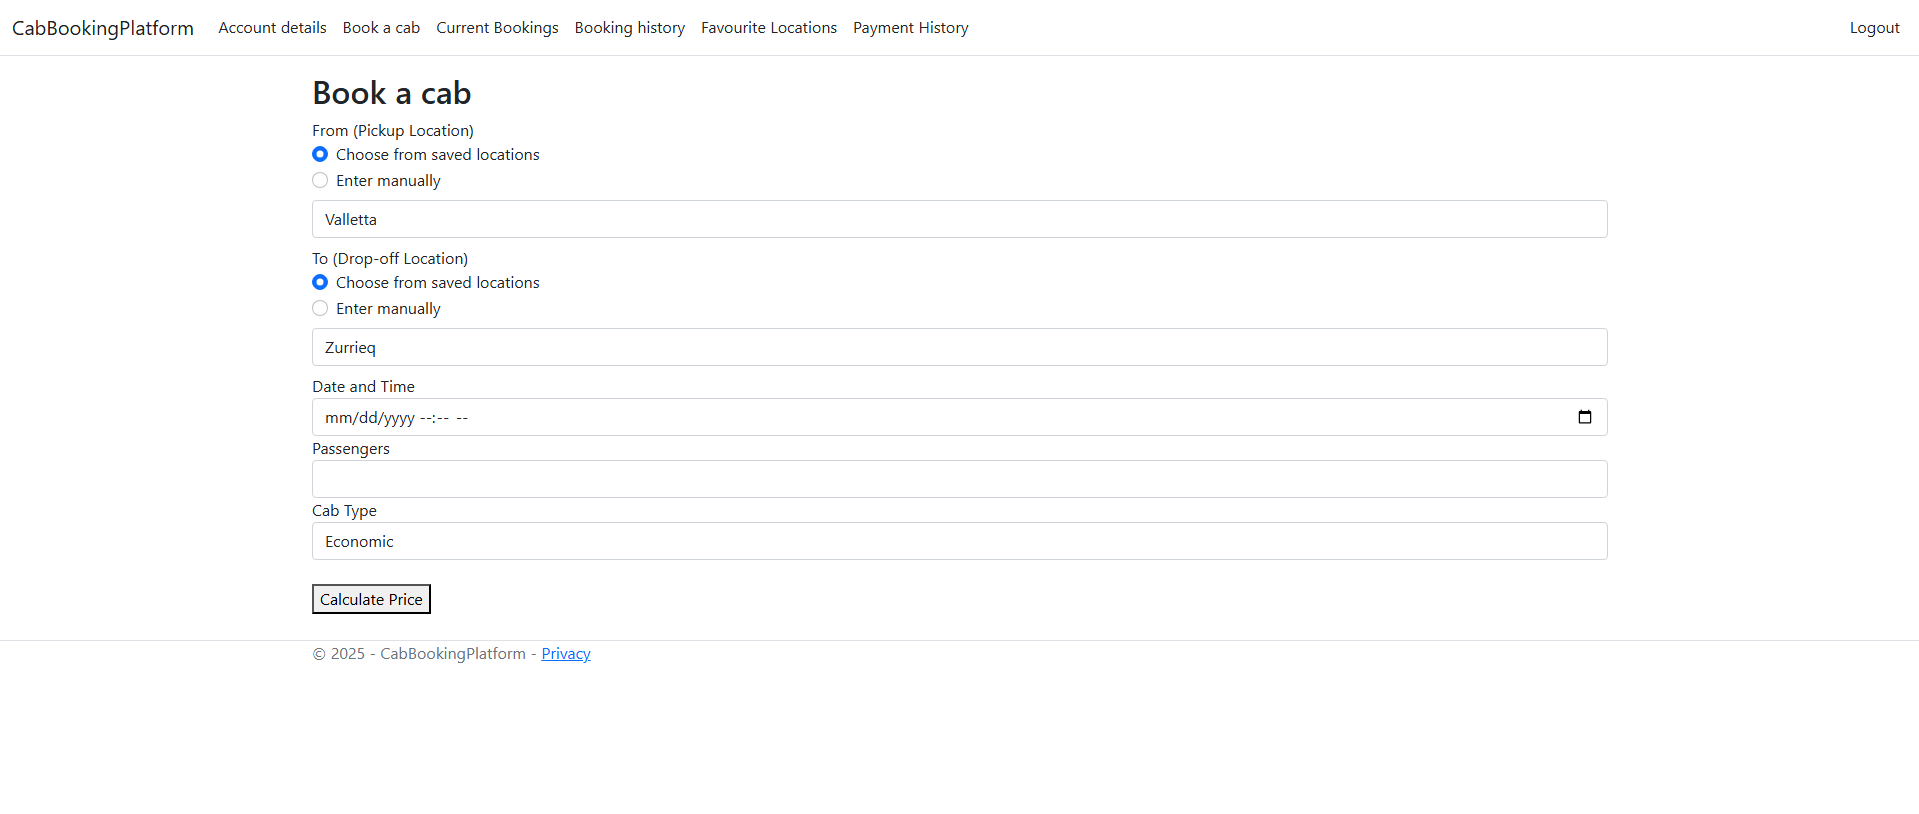 CabBookingPlatform Account details Book a cab Current Bookings Booking history Favourite Locations Payment History Logout
Book a cab
From (Pickup Location)
Choose from saved locations
Enter manually
Valletta
To (Drop-off Location)
Choose from saved locations
Enter manually
Zurrieq
Date and Time
mm/dd/yyyy --:-- --
Passengers
Cab Type
Economic
Calculate Price
© 2025 - CabBookingPlatform - Privacy